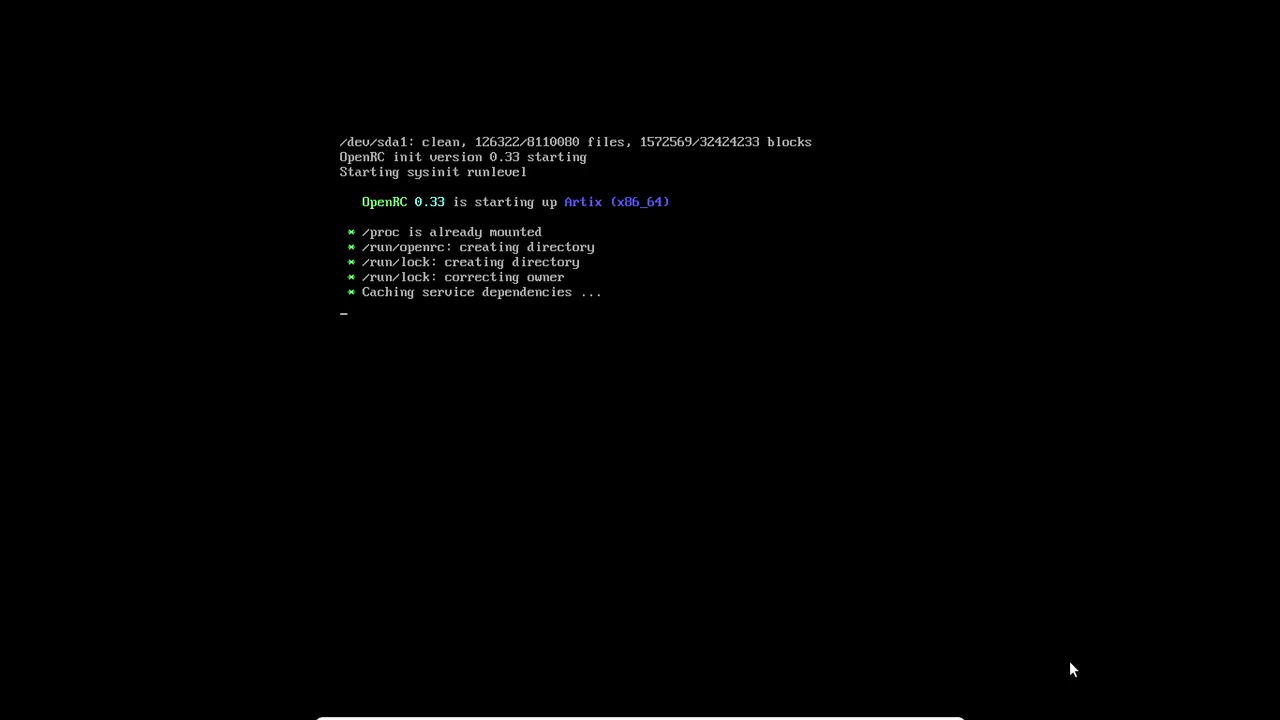 /dev/sda1: clean, 126322/8110080 files, 1572569/32424233 blocks
OpenRC init version 0.33 starting
Starting sysinit runlevel
OpenRC 0.33 is starting up Artix (x86_64)
* /proc is already mounted
* /run/openrc: creating directory
* /run/lock: creating directory
* /run/lock: correcting owner
* Caching service dependencies ...